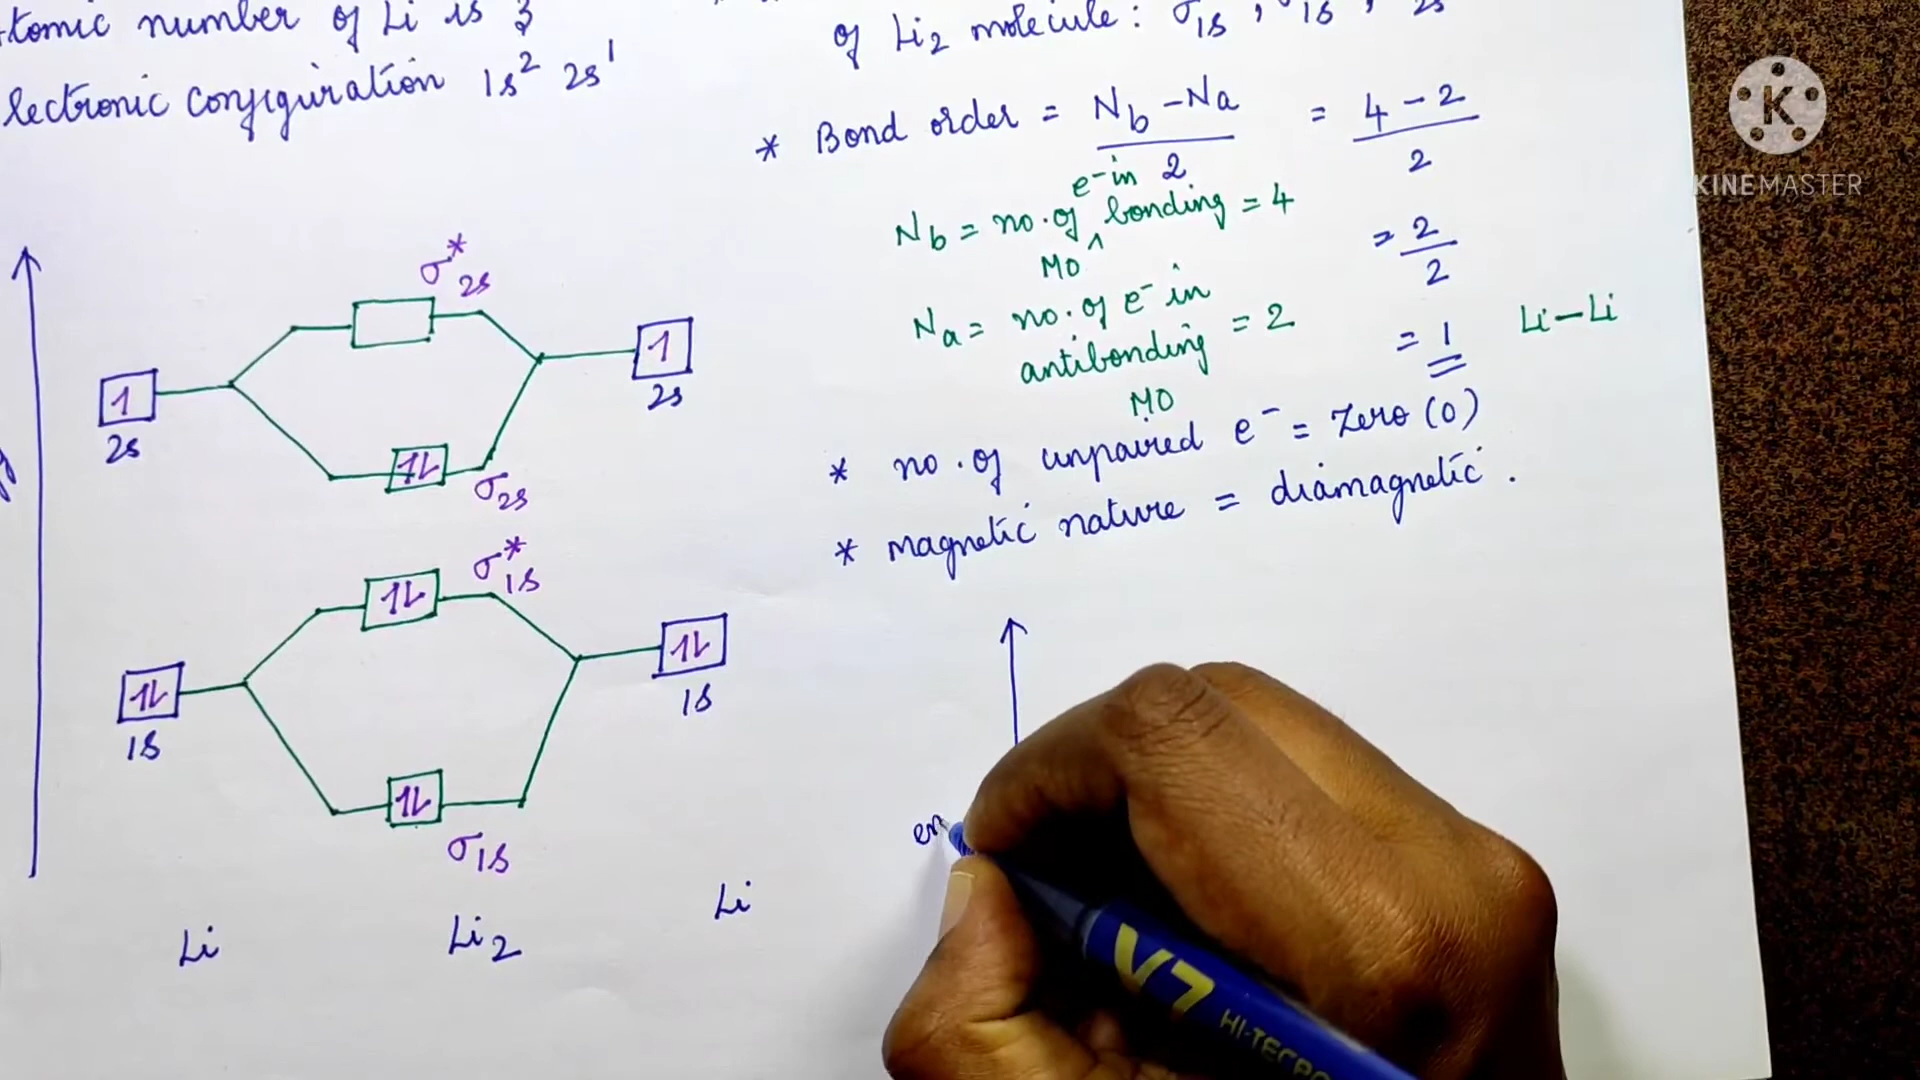 tomic number of Li is 3
lectronic configuration 1s² 2s¹
σ*2s
1
2s
1
2s
1L
σ2s
σ*1s
1L
1L
1s
1L
1s
1L
σ1s
Li
Li2
Li
of Li2 molecule: σ1s, 1s, 2s
* Bond order = Nb - Na / 2 = 4 - 2 / 2
Nb = no. of e⁻ in bonding = 4
MO
= 2 / 2
Na = no. of e⁻ in
antibonding = 2
MO
= 1 Li-Li
* no. of unpaired e⁻ = Zero (0)
* magnetic nature = diamagnetic.
en
K
KINEMASTER
V7
HI-TECPO